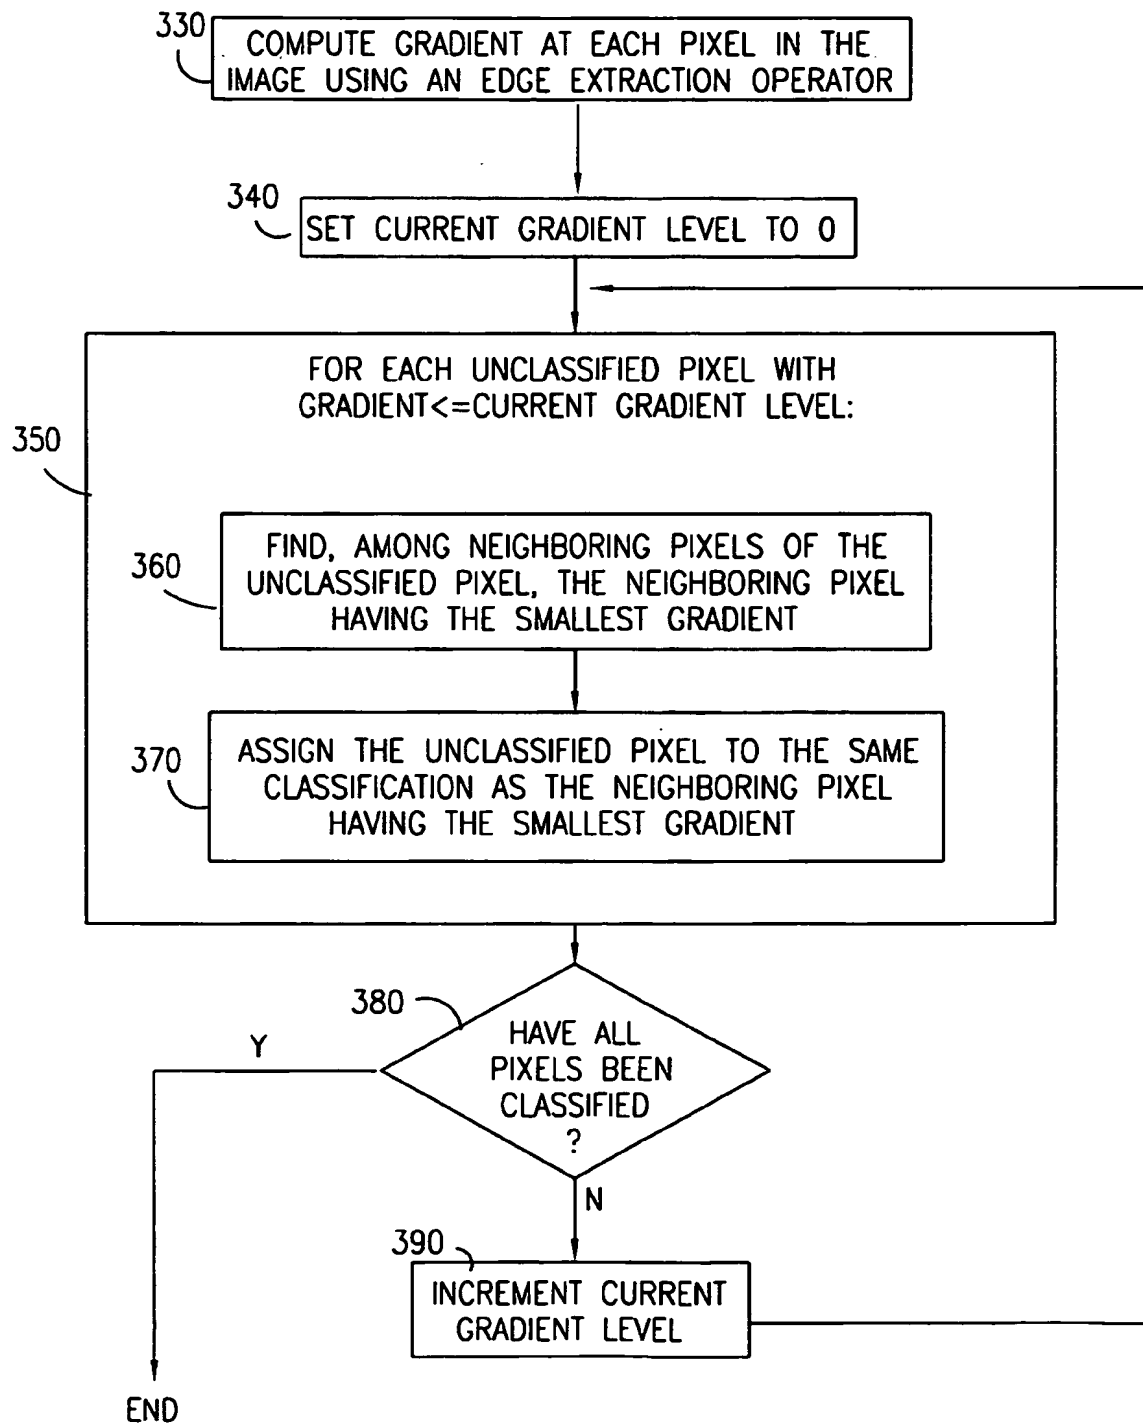 330
COMPUTE GRADIENT AT EACH PIXEL IN THE
IMAGE USING AN EDGE EXTRACTION OPERATOR
340
SET CURRENT GRADIENT LEVEL TO 0
FOR EACH UNCLASSIFIED PIXEL WITH
GRADIENT<=CURRENT GRADIENT LEVEL:
350
FIND, AMONG NEIGHBORING PIXELS OF THE
UNCLASSIFIED PIXEL, THE NEIGHBORING PIXEL
HAVING THE SMALLEST GRADIENT
360
ASSIGN THE UNCLASSIFIED PIXEL TO THE SAME
CLASSIFICATION AS THE NEIGHBORING PIXEL
HAVING THE SMALLEST GRADIENT
370
380
HAVE ALL
PIXELS BEEN
CLASSIFIED
?
Y
N
390
INCREMENT CURRENT
GRADIENT LEVEL
END